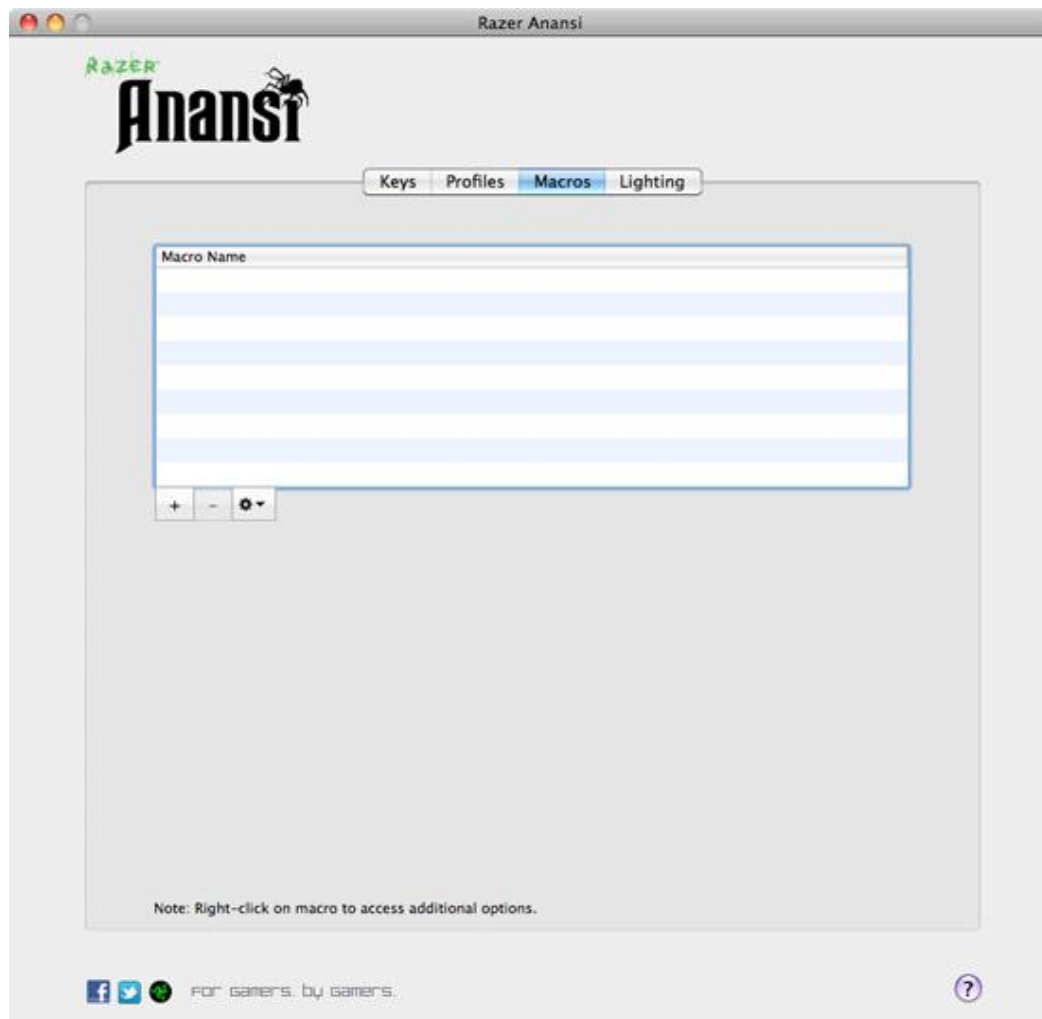 Razer Anansi
RAZER
Anansi
Keys Profiles Macros Lighting
Macro Name
+ -
Note: Right-click on macro to access additional options.
f For gamers. by gamers. ?